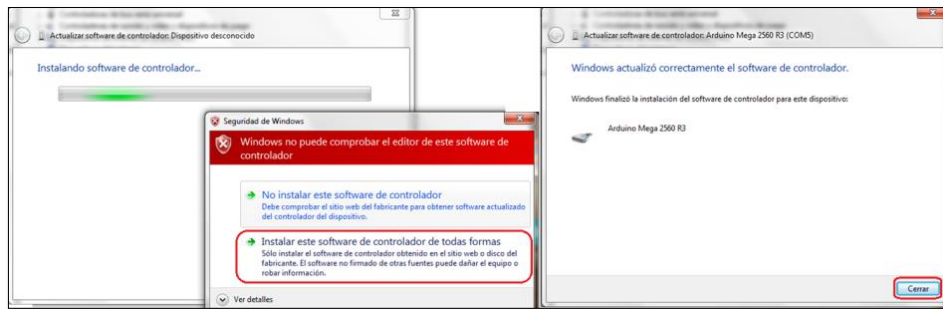 Actualizar software de controlador: Dispositivo desconocido
Instalando software de controlador...
Seguridad de Windows
Windows no puede comprobar el editor de este software de
controlador
No instalar este software de controlador
Debe comprobar el sitio web del fabricante para obtener software actualizado
del controlador del dispositivo.
Instalar este software de controlador de todas formas
Sólo instalar el software de controlador obtenido en el sitio web o disco del
fabricante. El software no firmado de otras fuentes puede dañar el equipo o
robar información.
Ver detalles
Actualizar software de controlador: Arduino Mega 2560 R3 (COM5)
Windows actualizó correctamente el software de controlador.
Windows finalizó la instalación del software de controlador para este dispositivo:
Arduino Mega 2560 R3
Cerrar